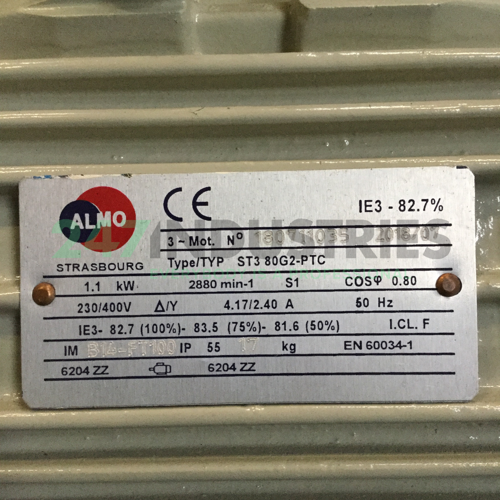 ALMO
CE
IE3 - 82.7%
3 ~ Mot. N°
STRASBOURG Type/TYP ST3 80G2-PTC
1.1 kW 2880 min-1 S1 COSφ 0.80
230/400V Δ/Y 4.17/2.40 A 50 Hz
IE3- 82.7 (100%)- 83.5 (75%)- 81.6 (50%) I.CL. F
IM IP 55 17 kg EN 60034-1
6204 ZZ 6204 ZZ
247INDUSTRIES